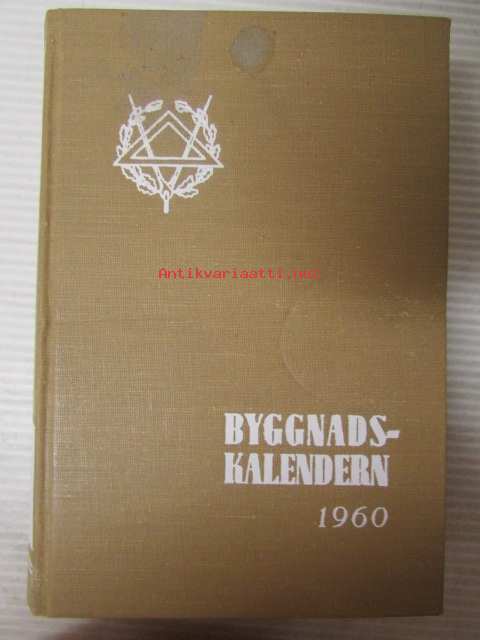 Antikvariaatti.net
BYGGNADS-
KALENDERN
1960